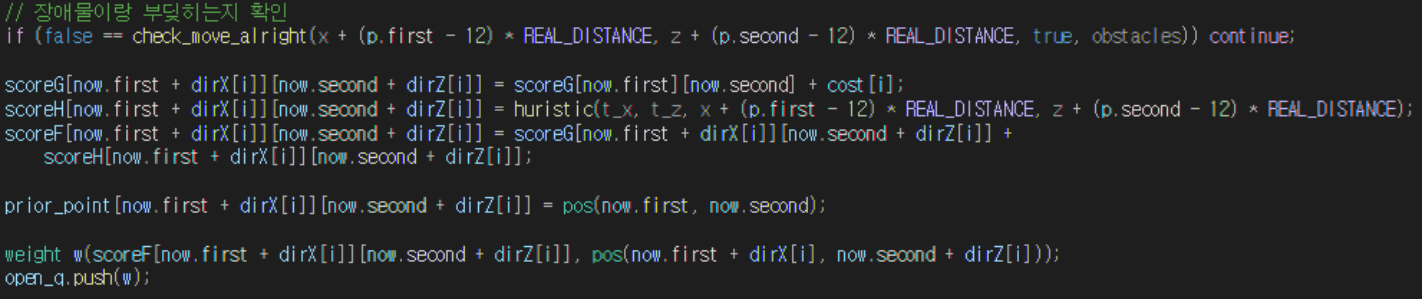 // 장애물이랑 부딪히는지 확인
if (false == check_move_alright(x + (p.first - 12) * REAL_DISTANCE, z + (p.second - 12) * REAL_DISTANCE, true, obstacles)) continue;
scoreG[now.first + dirX[i]][now.second + dirZ[i]] = scoreG[now.first][now.second] + cost[i];
scoreH[now.first + dirX[i]][now.second + dirZ[i]] = huristic(t_x, t_z, x + (p.first - 12) * REAL_DISTANCE, z + (p.second - 12) * REAL_DISTANCE);
scoreF[now.first + dirX[i]][now.second + dirZ[i]] = scoreG[now.first + dirX[i]][now.second + dirZ[i]] +
scoreH[now.first + dirX[i]][now.second + dirZ[i]];
prior_point[now.first + dirX[i]][now.second + dirZ[i]] = pos(now.first, now.second);
weight w(scoreF[now.first + dirX[i]][now.second + dirZ[i]], pos(now.first + dirX[i], now.second + dirZ[i]));
open_q.push(w);